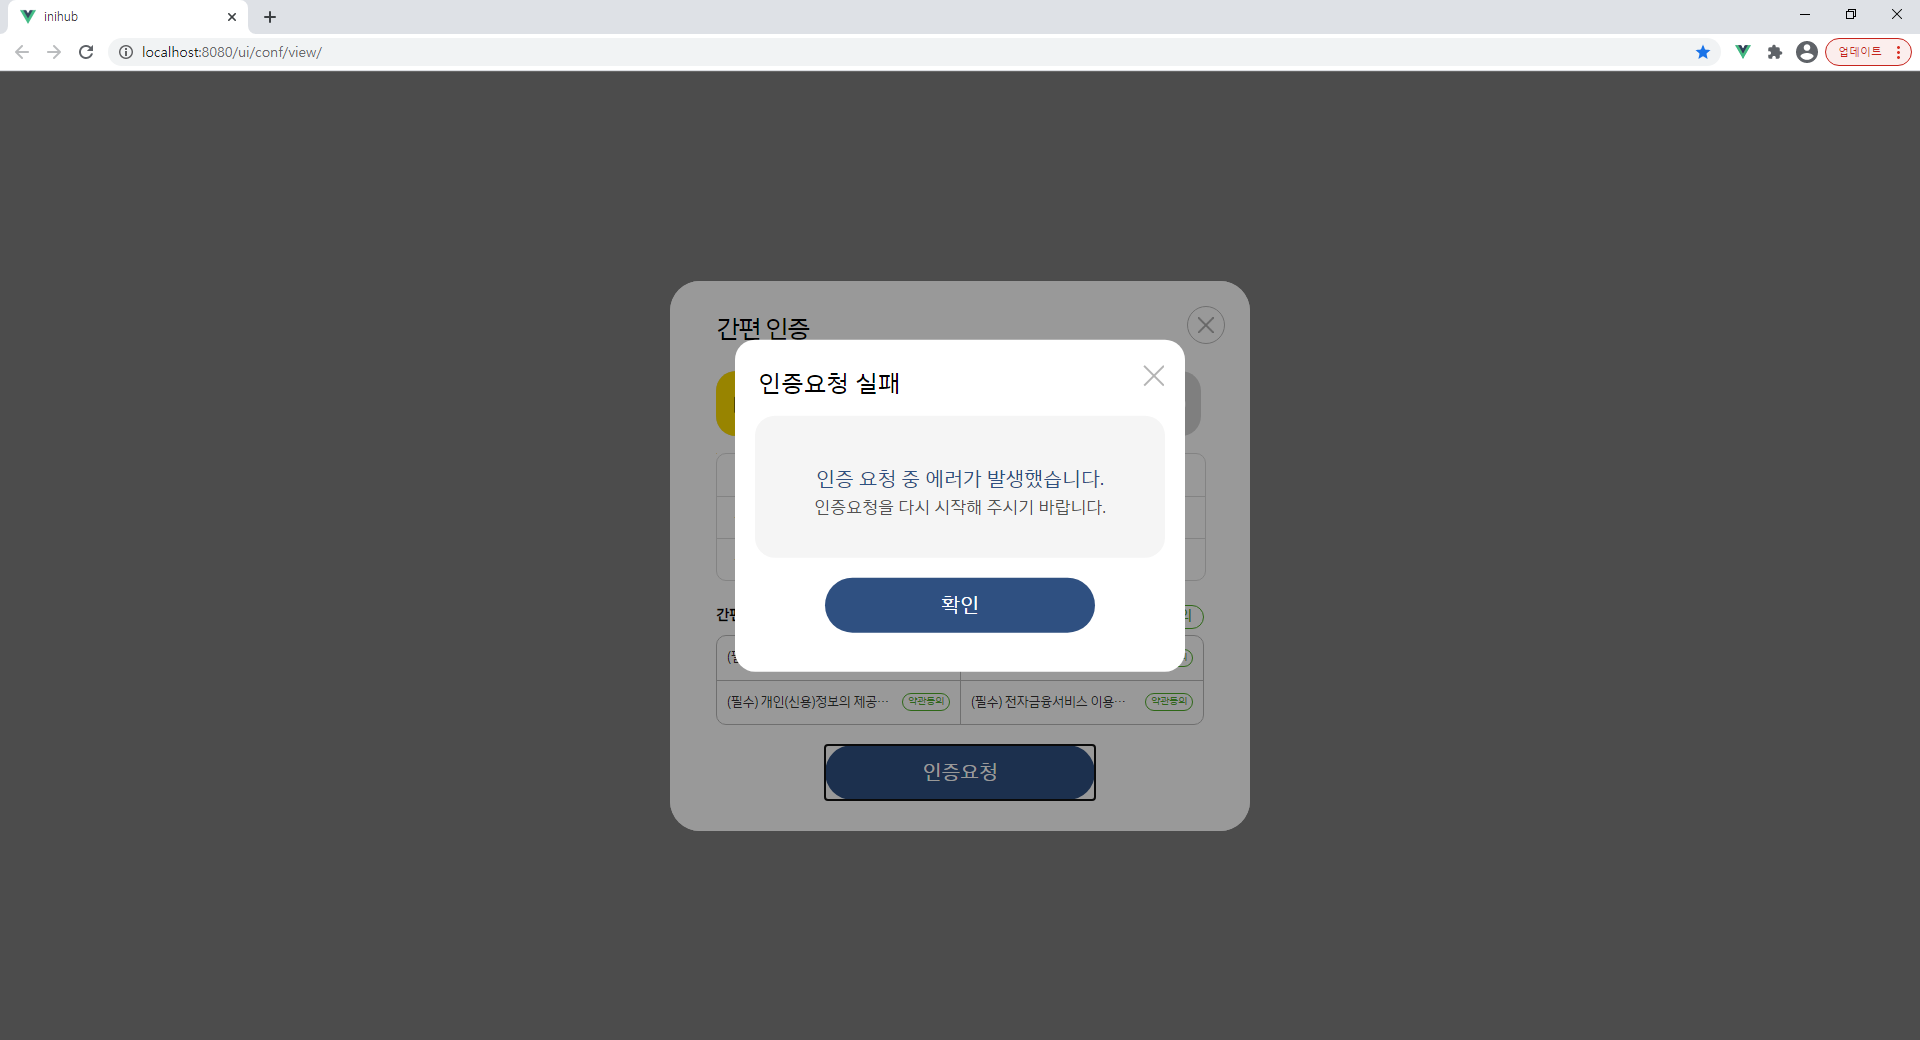 inihub
localhost:8080/ui/conf/view/
업데이트
간편 인증
인증요청 실패
인증 요청 중 에러가 발생했습니다.
인증요청을 다시 시작해 주시기 바랍니다.
확인
(필수) 개인(신용)정보의 제공… 약관동의
(필수) 전자금융서비스 이용… 약관동의
인증요청